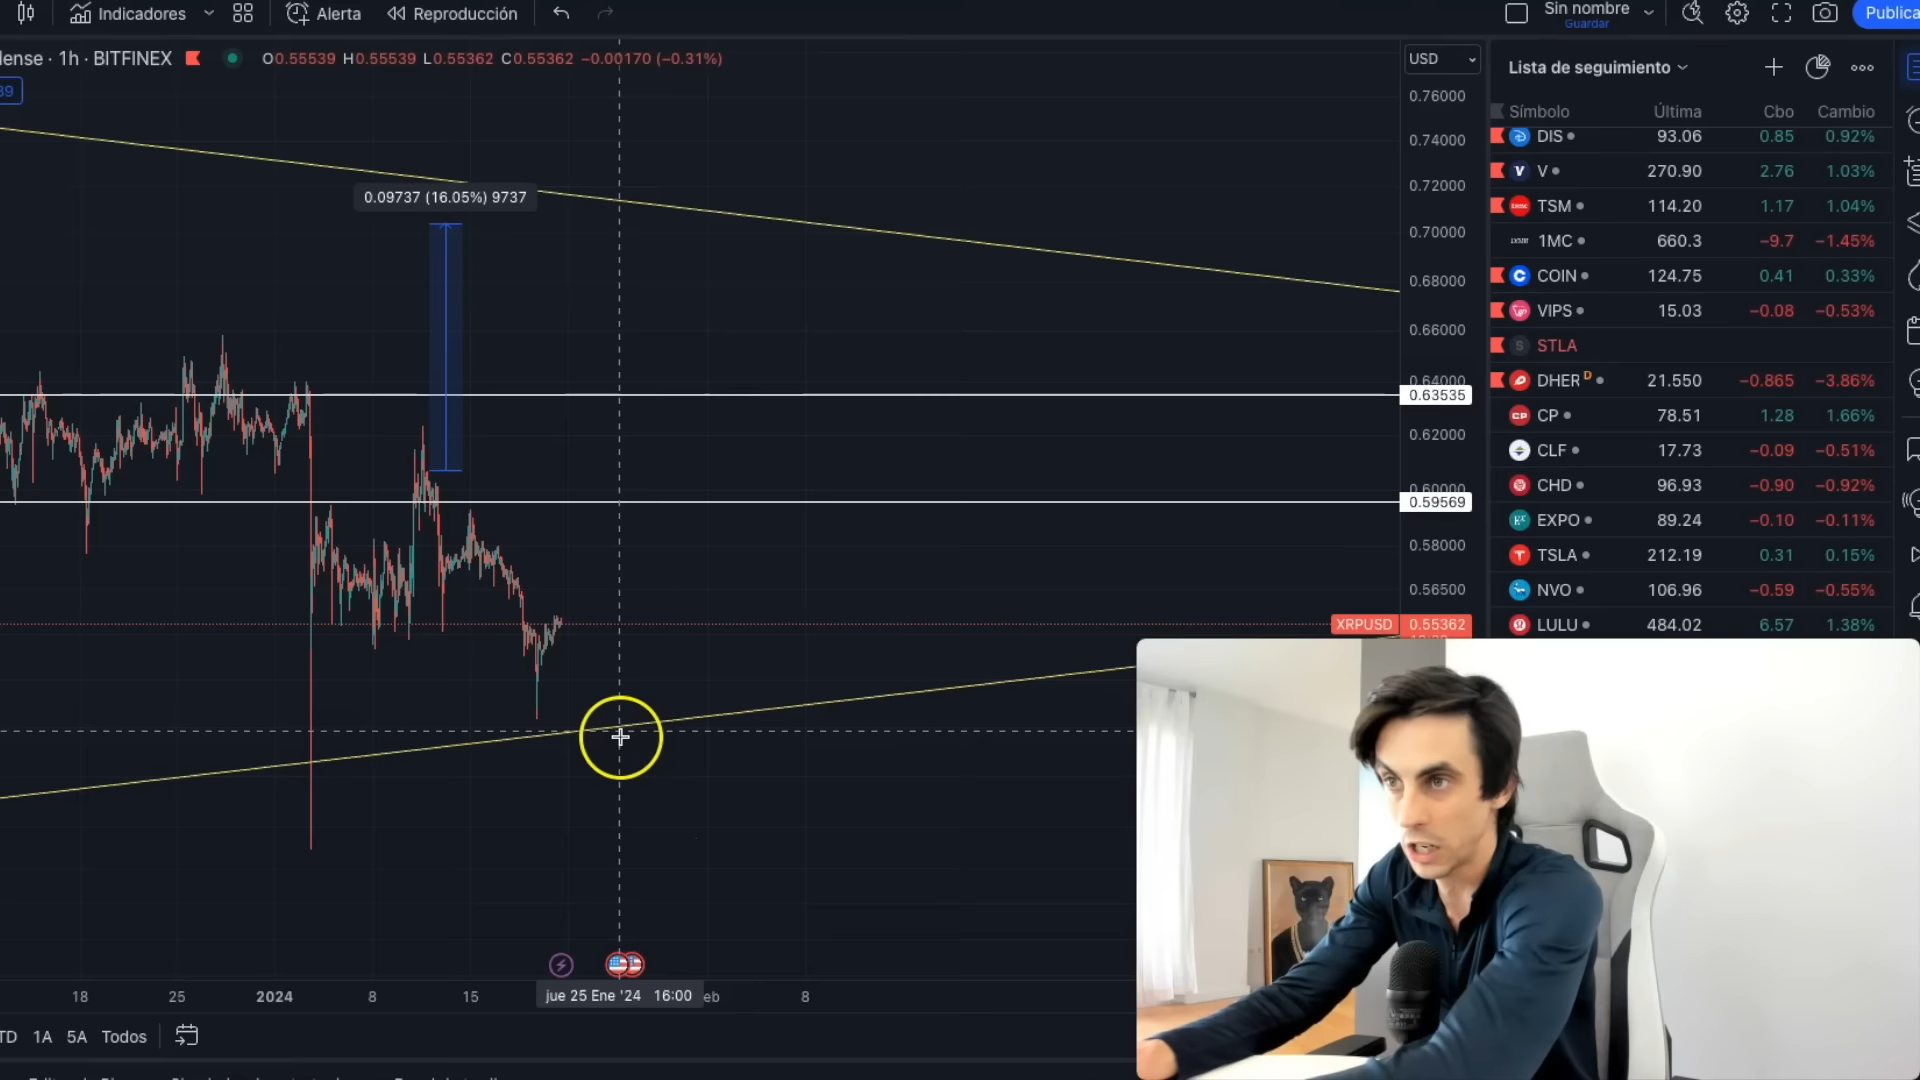 Indicadores
Alerta
Reproducción
Sin nombre
Guardar
Publica
lense · 1h · BITFINEX
O0.55539 H0.55539 L0.55362 C0.55362 −0.00170 (−0.31%)
39
USD
0.76000
0.74000
0.72000
0.70000
0.68000
0.66000
0.64000
0.63535
0.62000
0.60000
0.59569
0.58000
0.56500
XRPUSD 0.55362
0.09737 (16.05%) 9737
Lista de seguimiento
Símbolo Última Cbo Cambio
DIS 93.06 0.85 0.92%
V 270.90 2.76 1.03%
TSM 114.20 1.17 1.04%
1MC 660.3 −9.7 −1.45%
COIN 124.75 0.41 0.33%
VIPS 15.03 −0.08 −0.53%
STLA
DHER D 21.550 −0.865 −3.86%
CP 78.51 1.28 1.66%
CLF 17.73 −0.09 −0.51%
CHD 96.93 −0.90 −0.92%
EXPO 89.24 −0.10 −0.11%
TSLA 212.19 0.31 0.15%
NVO 106.96 −0.59 −0.55%
LULU 484.02 6.57 1.38%
18 25 2024 8 15 jue 25 Ene '24 16:00 eb 8
TD 1A 5A Todos